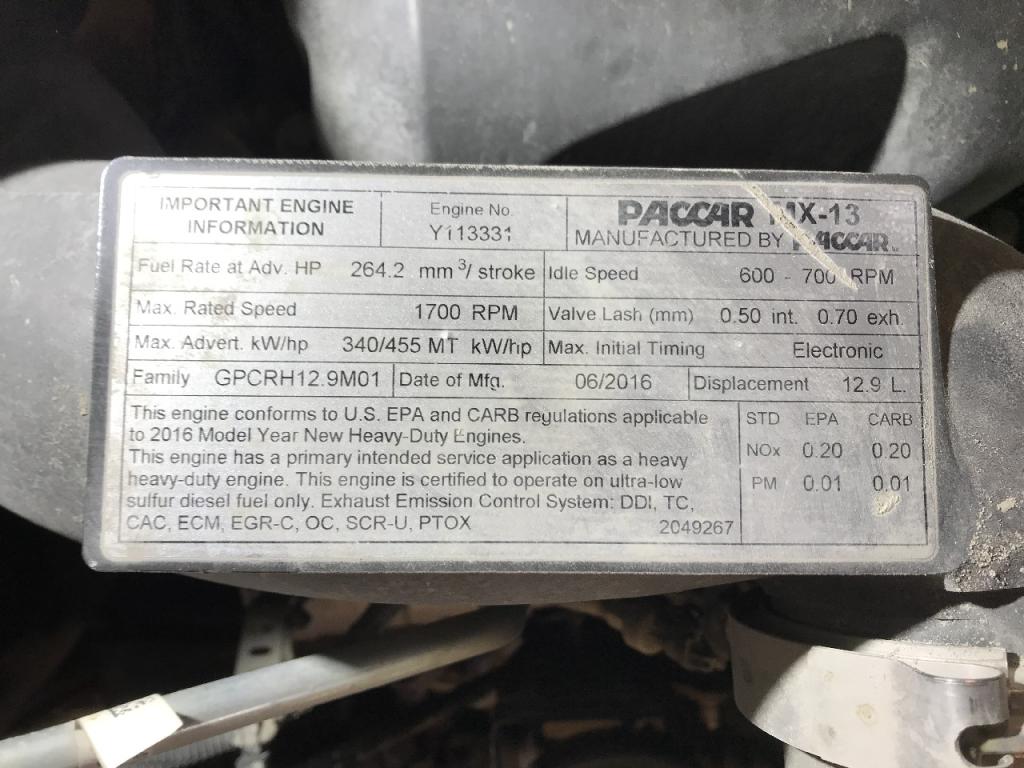 IMPORTANT ENGINE INFORMATION
Engine No.
Y113331
PACCAR MX-13
MANUFACTURED BY PACCAR
Fuel Rate at Adv. HP 264.2 mm³/ stroke
Idle Speed 600 - 700 RPM
Max. Rated Speed 1700 RPM
Valve Lash (mm) 0.50 int. 0.70 exh.
Max. Advert. kW/hp 340/455 MT kW/hp
Max. Initial Timing Electronic
Family GPCRH12.9M01
Date of Mfg. 06/2016
Displacement 12.9 L.
This engine conforms to U.S. EPA and CARB regulations applicable
to 2016 Model Year New Heavy-Duty Engines.
This engine has a primary intended service application as a heavy
heavy-duty engine. This engine is certified to operate on ultra-low
sulfur diesel fuel only. Exhaust Emission Control System: DDI, TC,
CAC, ECM, EGR-C, OC, SCR-U, PTOX
2049267
STD EPA CARB
NOx 0.20 0.20
PM 0.01 0.01